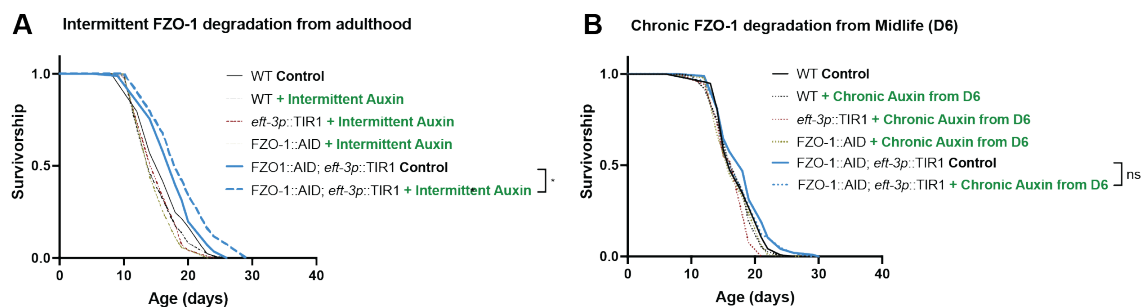 A Intermittent FZO-1 degradation from adulthood
Survivorship
1.0
0.5
0.0
0 10 20 30 40
Age (days)
WT Control
WT + Intermittent Auxin
eft-3p::TIR1 + Intermittent Auxin
FZO-1::AID + Intermittent Auxin
FZO1::AID; eft-3p::TIR1 Control
FZO-1::AID; eft-3p::TIR1 + Intermittent Auxin
*
B Chronic FZO-1 degradation from Midlife (D6)
Survivorship
1.0
0.5
0.0
0 10 20 30 40
Age (days)
WT Control
WT + Chronic Auxin from D6
eft-3p::TIR1 + Chronic Auxin from D6
FZO-1::AID + Chronic Auxin from D6
FZO-1::AID; eft-3p::TIR1 Control
FZO-1::AID; eft-3p::TIR1 + Chronic Auxin from D6
ns